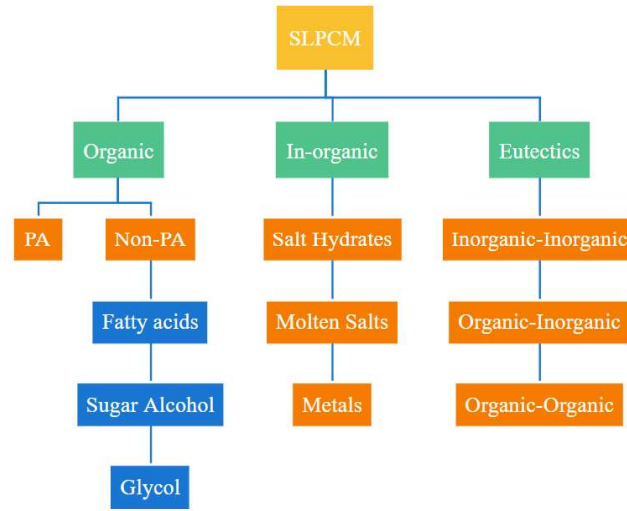 SLPCM
Organic
In-organic
Eutectics
PA
Non-PA
Salt Hydrates
Inorganic-Inorganic
Fatty acids
Molten Salts
Organic-Inorganic
Sugar Alcohol
Metals
Organic-Organic
Glycol